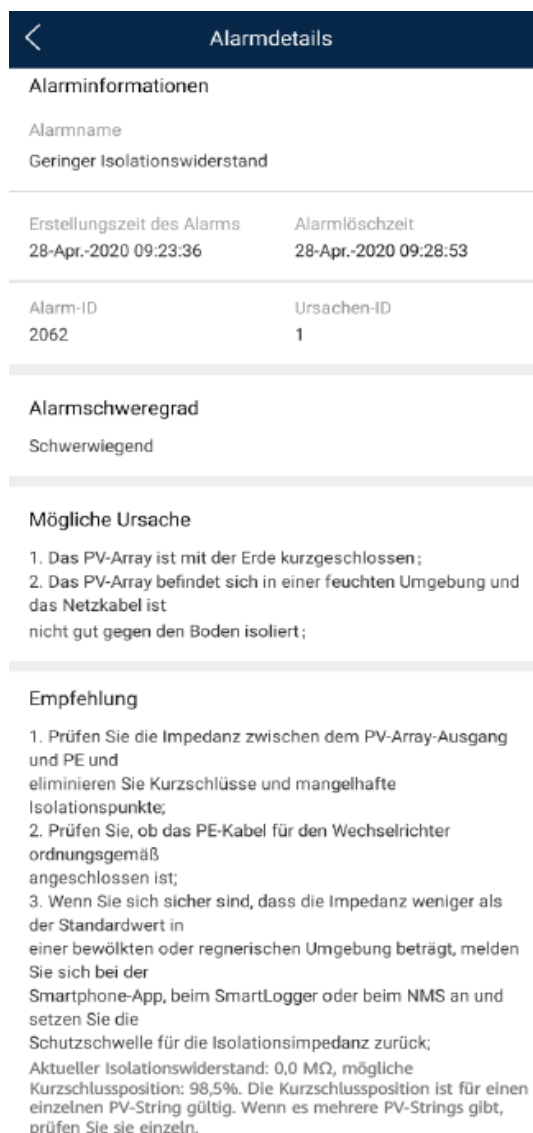 Alarmdetails
Alarminformationen
Alarmname
Geringer Isolationswiderstand
Erstellungszeit des Alarms Alarmlöschzeit
28-Apr.-2020 09:23:36 28-Apr.-2020 09:28:53
Alarm-ID Ursachen-ID
2062 1
Alarmschweregrad
Schwerwiegend
Mögliche Ursache
1. Das PV-Array ist mit der Erde kurzgeschlossen;
2. Das PV-Array befindet sich in einer feuchten Umgebung und
das Netzkabel ist
nicht gut gegen den Boden isoliert;
Empfehlung
1. Prüfen Sie die Impedanz zwischen dem PV-Array-Ausgang
und PE und
eliminieren Sie Kurzschlüsse und mangelhafte
Isolationspunkte;
2. Prüfen Sie, ob das PE-Kabel für den Wechselrichter
ordnungsgemäß
angeschlossen ist;
3. Wenn Sie sich sicher sind, dass die Impedanz weniger als
der Standardwert in
einer bewölkten oder regnerischen Umgebung beträgt, melden
Sie sich bei der
Smartphone-App, beim SmartLogger oder beim NMS an und
setzen Sie die
Schutzschwelle für die Isolationsimpedanz zurück;
Aktueller Isolationswiderstand: 0,0 MΩ, mögliche
Kurzschlussposition: 98,5%. Die Kurzschlussposition ist für einen
einzelnen PV-String gültig. Wenn es mehrere PV-Strings gibt,
prüfen Sie sie einzeln.